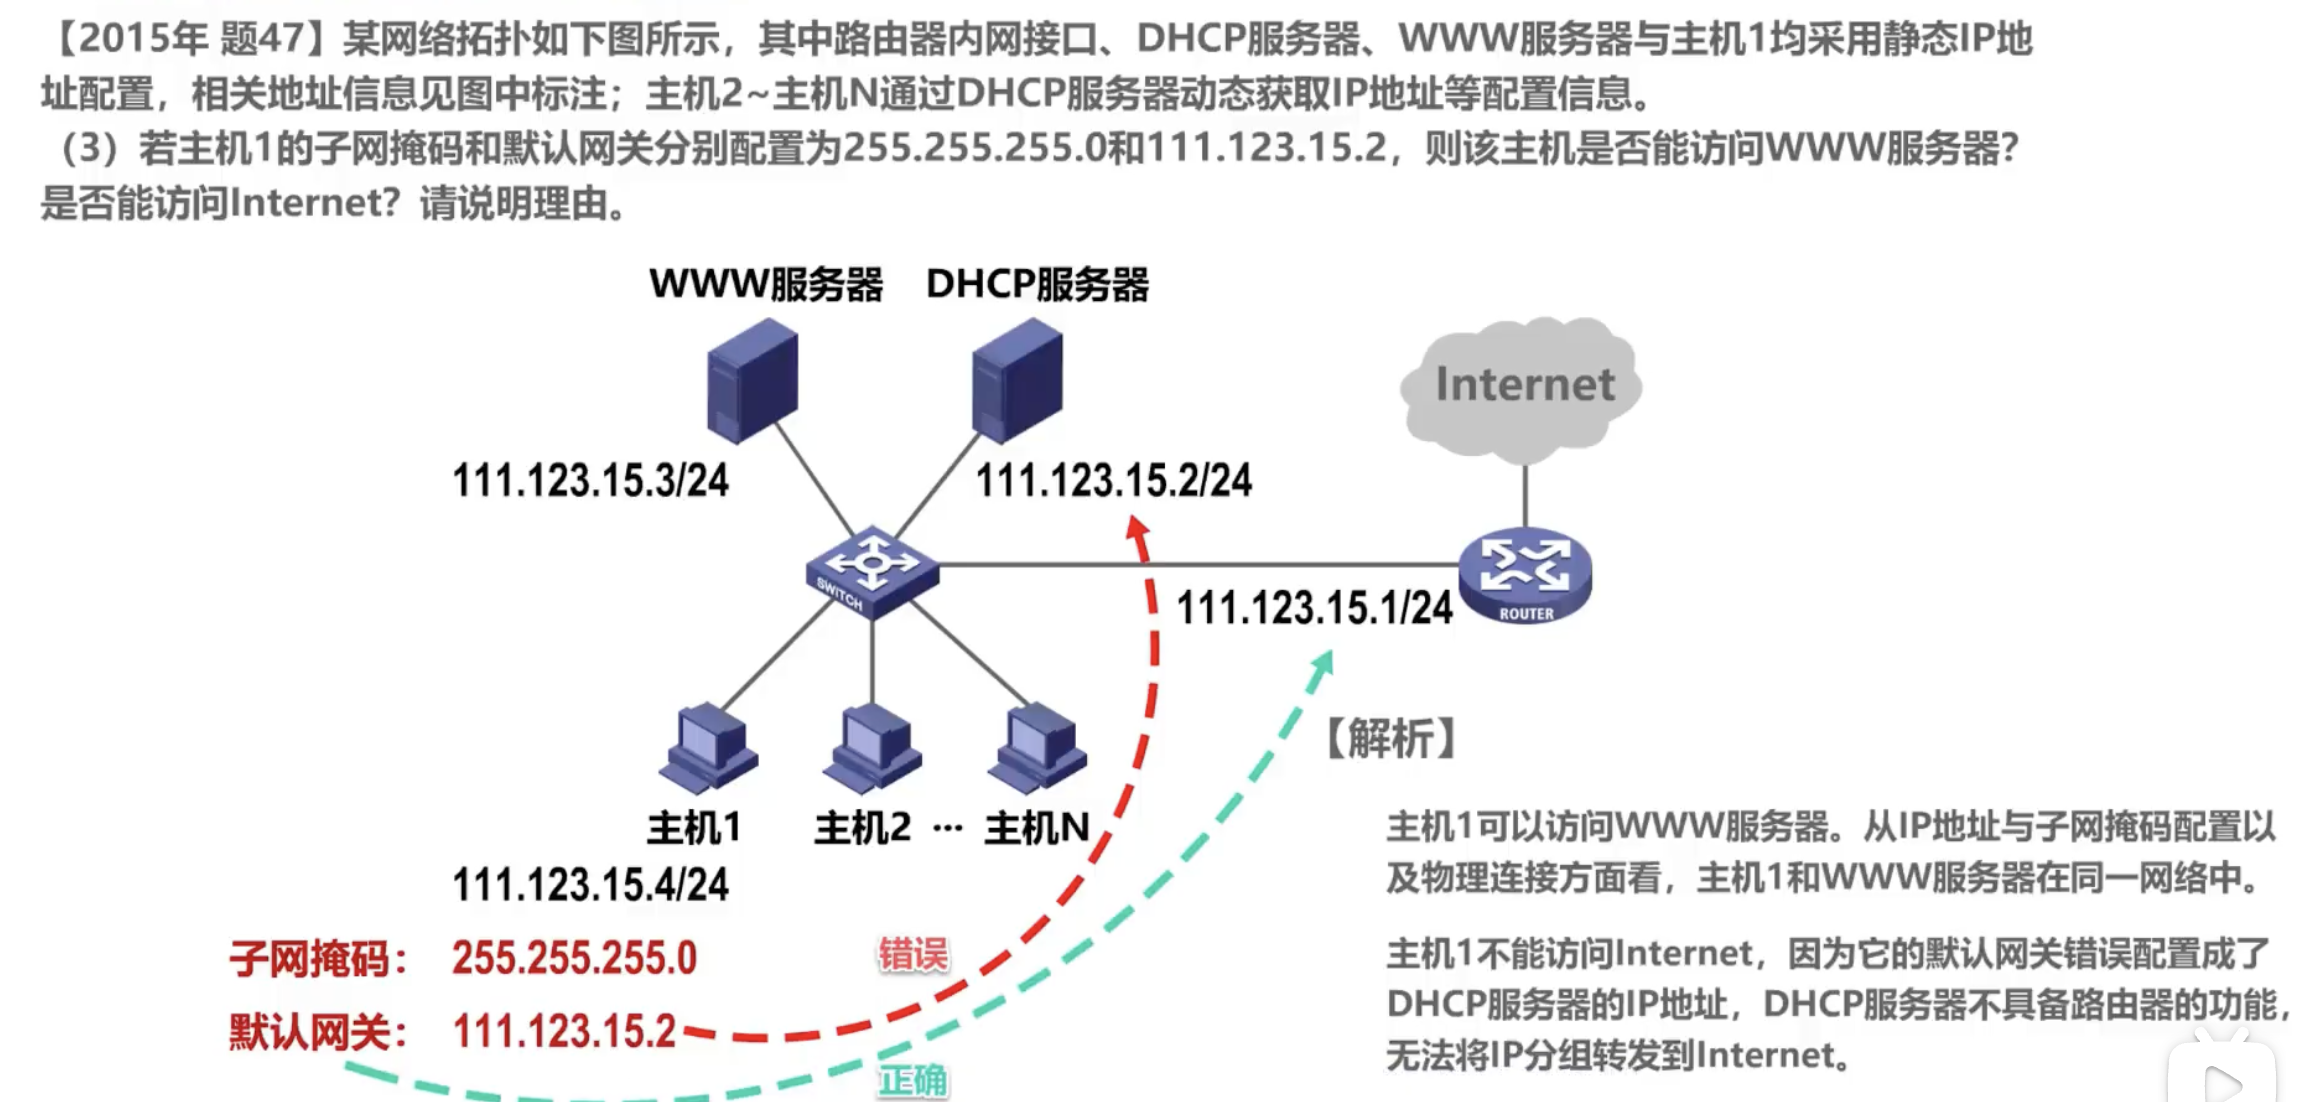 【2015年 题47】某网络拓扑如下图所示，其中路由器内网接口、DHCP服务器、WWW服务器与主机1均采用静态IP地
址配置，相关地址信息见图中标注；主机2~主机N通过DHCP服务器动态获取IP地址等配置信息。
（3）若主机1的子网掩码和默认网关分别配置为255.255.255.0和111.123.15.2，则该主机是否能访问WWW服务器？
是否能访问Internet？请说明理由。
WWW服务器 DHCP服务器
Internet
111.123.15.3/24 111.123.15.2/24
SWITCH
111.123.15.1/24
ROUTER
【解析】
主机1 主机2 ··· 主机N
111.123.15.4/24
子网掩码： 255.255.255.0
默认网关： 111.123.15.2
错误
正确
主机1可以访问WWW服务器。从IP地址与子网掩码配置以
及物理连接方面看，主机1和WWW服务器在同一网络中。
主机1不能访问Internet，因为它的默认网关错误配置成了
DHCP服务器的IP地址，DHCP服务器不具备路由器的功能，
无法将IP分组转发到Internet。